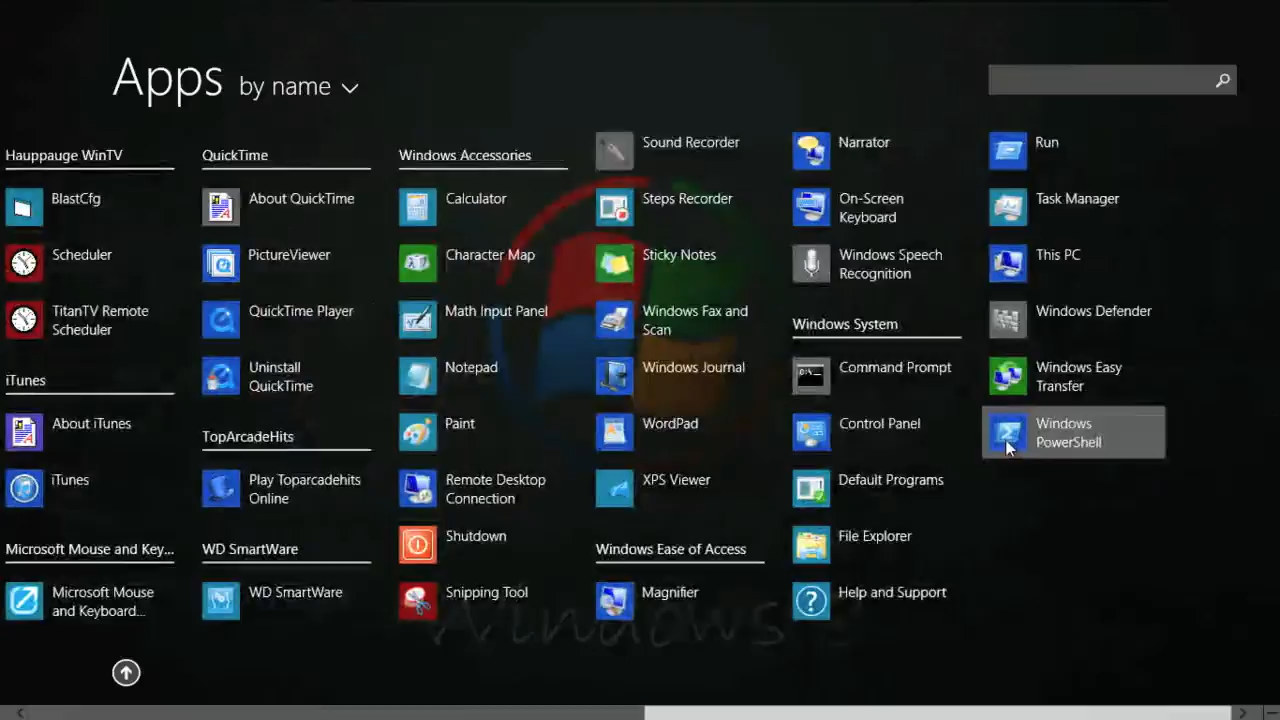 Apps by name
Hauppauge WinTV
BlastCfg
Scheduler
TitanTV Remote
Scheduler
iTunes
About iTunes
iTunes
Microsoft Mouse and Key...
Microsoft Mouse
and Keyboard...
QuickTime
About QuickTime
PictureViewer
QuickTime Player
Uninstall
QuickTime
TopArcadeHits
Play Toparcadehits
Online
WD SmartWare
WD SmartWare
Windows Accessories
Calculator
Character Map
Math Input Panel
Notepad
Paint
Remote Desktop
Connection
Shutdown
Snipping Tool
Sound Recorder
Steps Recorder
Sticky Notes
Windows Fax and
Scan
Windows Journal
WordPad
XPS Viewer
Windows Ease of Access
Magnifier
Narrator
On-Screen
Keyboard
Windows Speech
Recognition
Windows System
Command Prompt
Control Panel
Default Programs
File Explorer
Help and Support
Run
Task Manager
This PC
Windows Defender
Windows Easy
Transfer
Windows
PowerShell
Windows